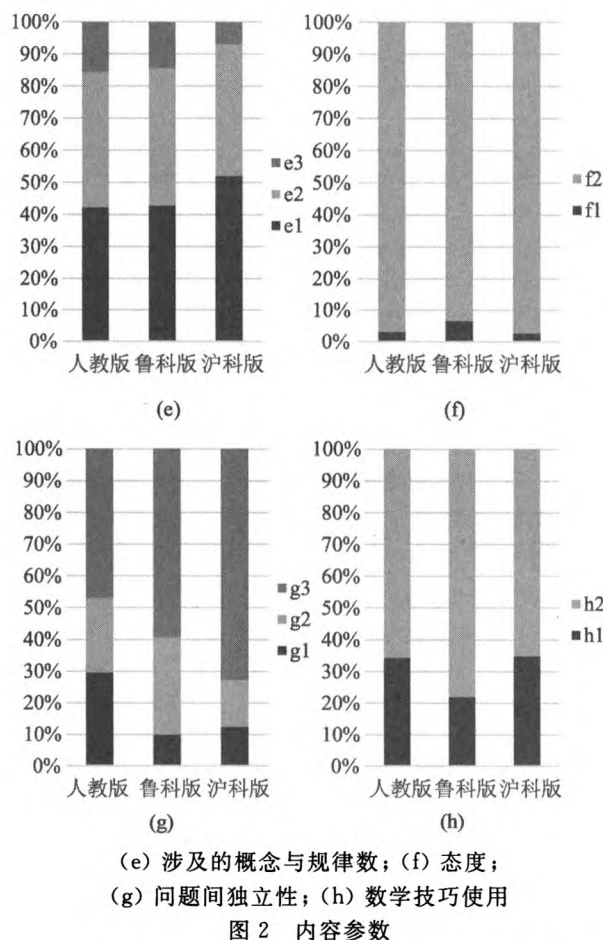 100%
90%
80%
70%
60%
50%
40%
30%
20%
10%
0%
e3
e2
e1
人教版 鲁科版 沪科版
(e)
100%
90%
80%
70%
60%
50%
40%
30%
20%
10%
0%
f2
f1
人教版 鲁科版 沪科版
(f)
100%
90%
80%
70%
60%
50%
40%
30%
20%
10%
0%
g3
g2
g1
人教版 鲁科版 沪科版
(g)
100%
90%
80%
70%
60%
50%
40%
30%
20%
10%
0%
h2
h1
人教版 鲁科版 沪科版
(h)
(e) 涉及的概念与规律数; (f) 态度;
(g) 问题间独立性; (h) 数学技巧使用
图 2 内容参数